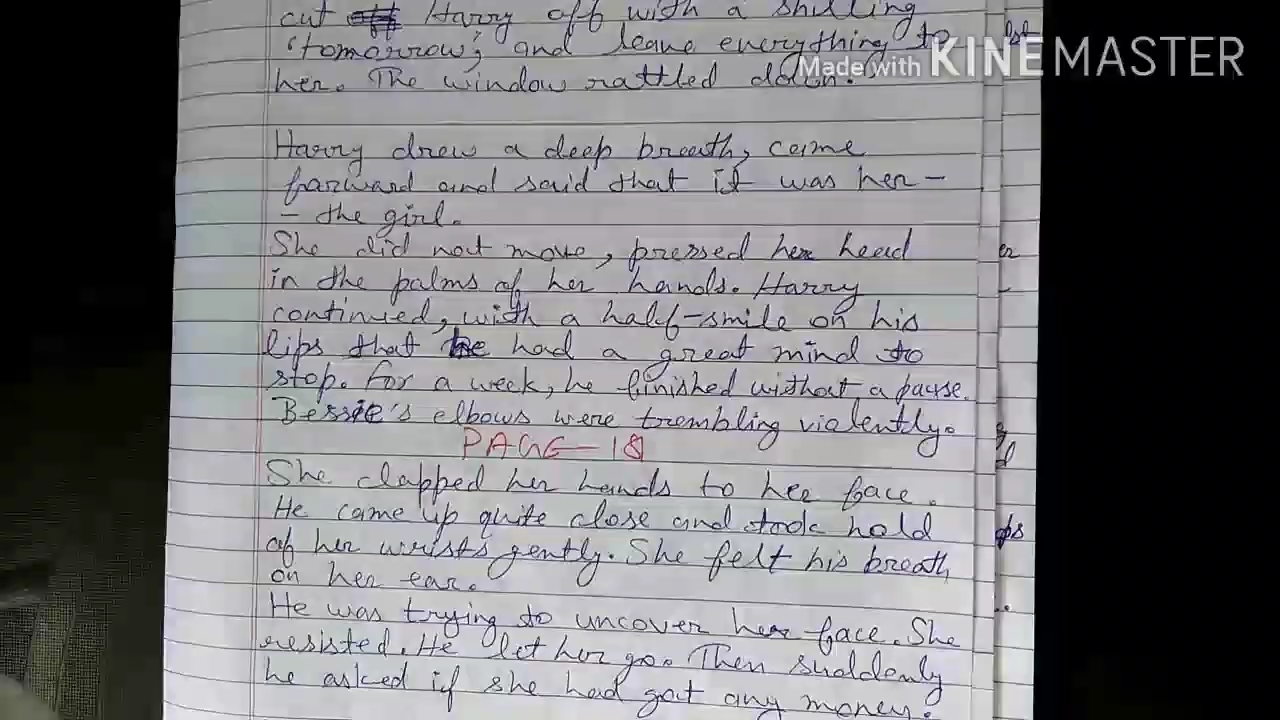 cut Harry off with a shilling
'tomorrow', and leave everything to
her. The window rattled down.
Made with KINEMASTER
Harry drew a deep breath, came
forward and said that it was her -
- the girl.
She did not move, pressed her head
in the palms of her hands. Harry
continued, with a half-smile on his
lips that he had a great mind to
stop. For a week, he finished without a pause.
Bessie's elbows were trembling violently.
PAGE-18
She clapped her hands to her face.
He came up quite close and took hold
of her wrists gently. She felt his breath
on her ear.
He was trying to uncover her face. She
resisted. He let her go. Then suddenly
he asked if she had got any money.